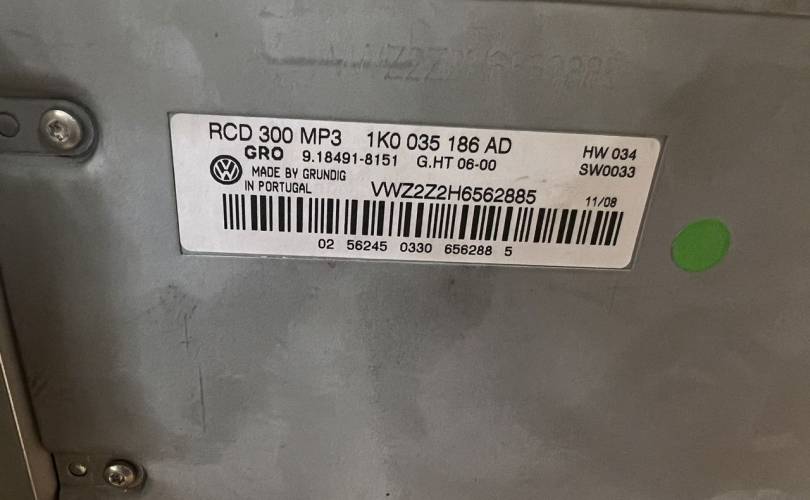 RCD 300 MP3 1K0 035 186 AD HW 034
GRO 9.18491-8151 G.HT 06-00 SW0033
MADE BY GRUNDIG
IN PORTUGAL VWZ2Z2H6562885 11/08
02 56245 0330 656288 5